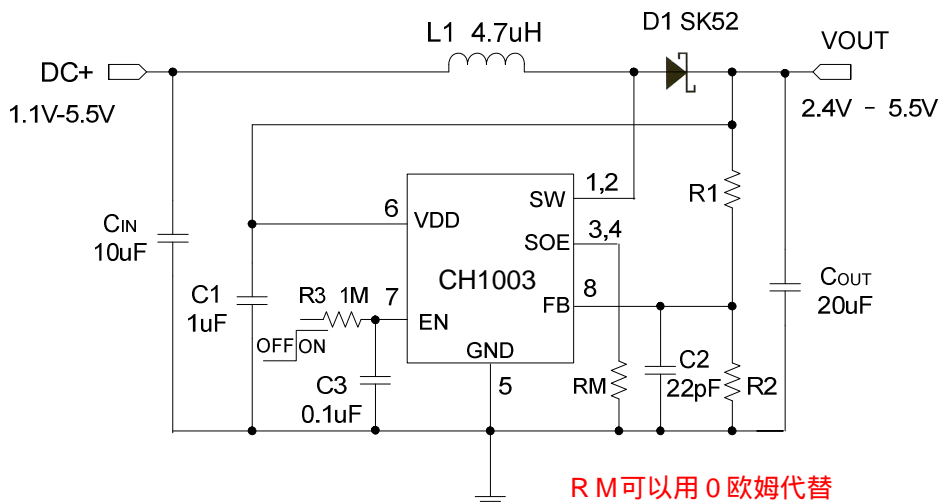 D1 SK52
L1 4.7uH
VOUT
DC+
1.1V-5.5V
2.4V - 5.5V
1,2
R1
SW
6
VDD
3,4
SOE
CIN
10uF
CH1003
COUT
20uF
C1
1uF
R3 1M
7
8
FB
EN
OFF ON
GND
C2
22pF
R2
C3
0.1uF
5
RM
R M可以用 0 欧姆代替